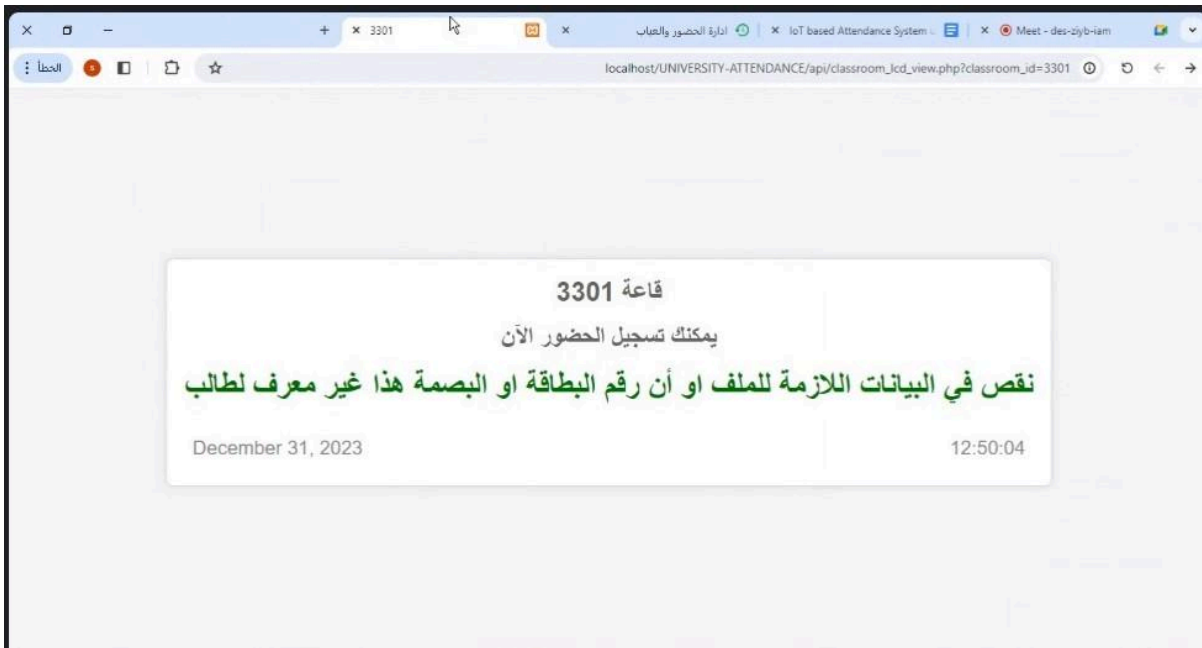 Meet - des-ziyb-iam
IoT based Attendance System
ادارة الحضور والغياب
3301
localhost/UNIVERSITY-ATTENDANCE/api/classroom_lcd_view.php?classroom_id=3301
الخطأ
قاعة 3301
يمكنك تسجيل الحضور الآن
نقص في البيانات اللازمة للملف او أن رقم البطاقة او البصمة هذا غير معرف لطالب
12:50:04
December 31, 2023